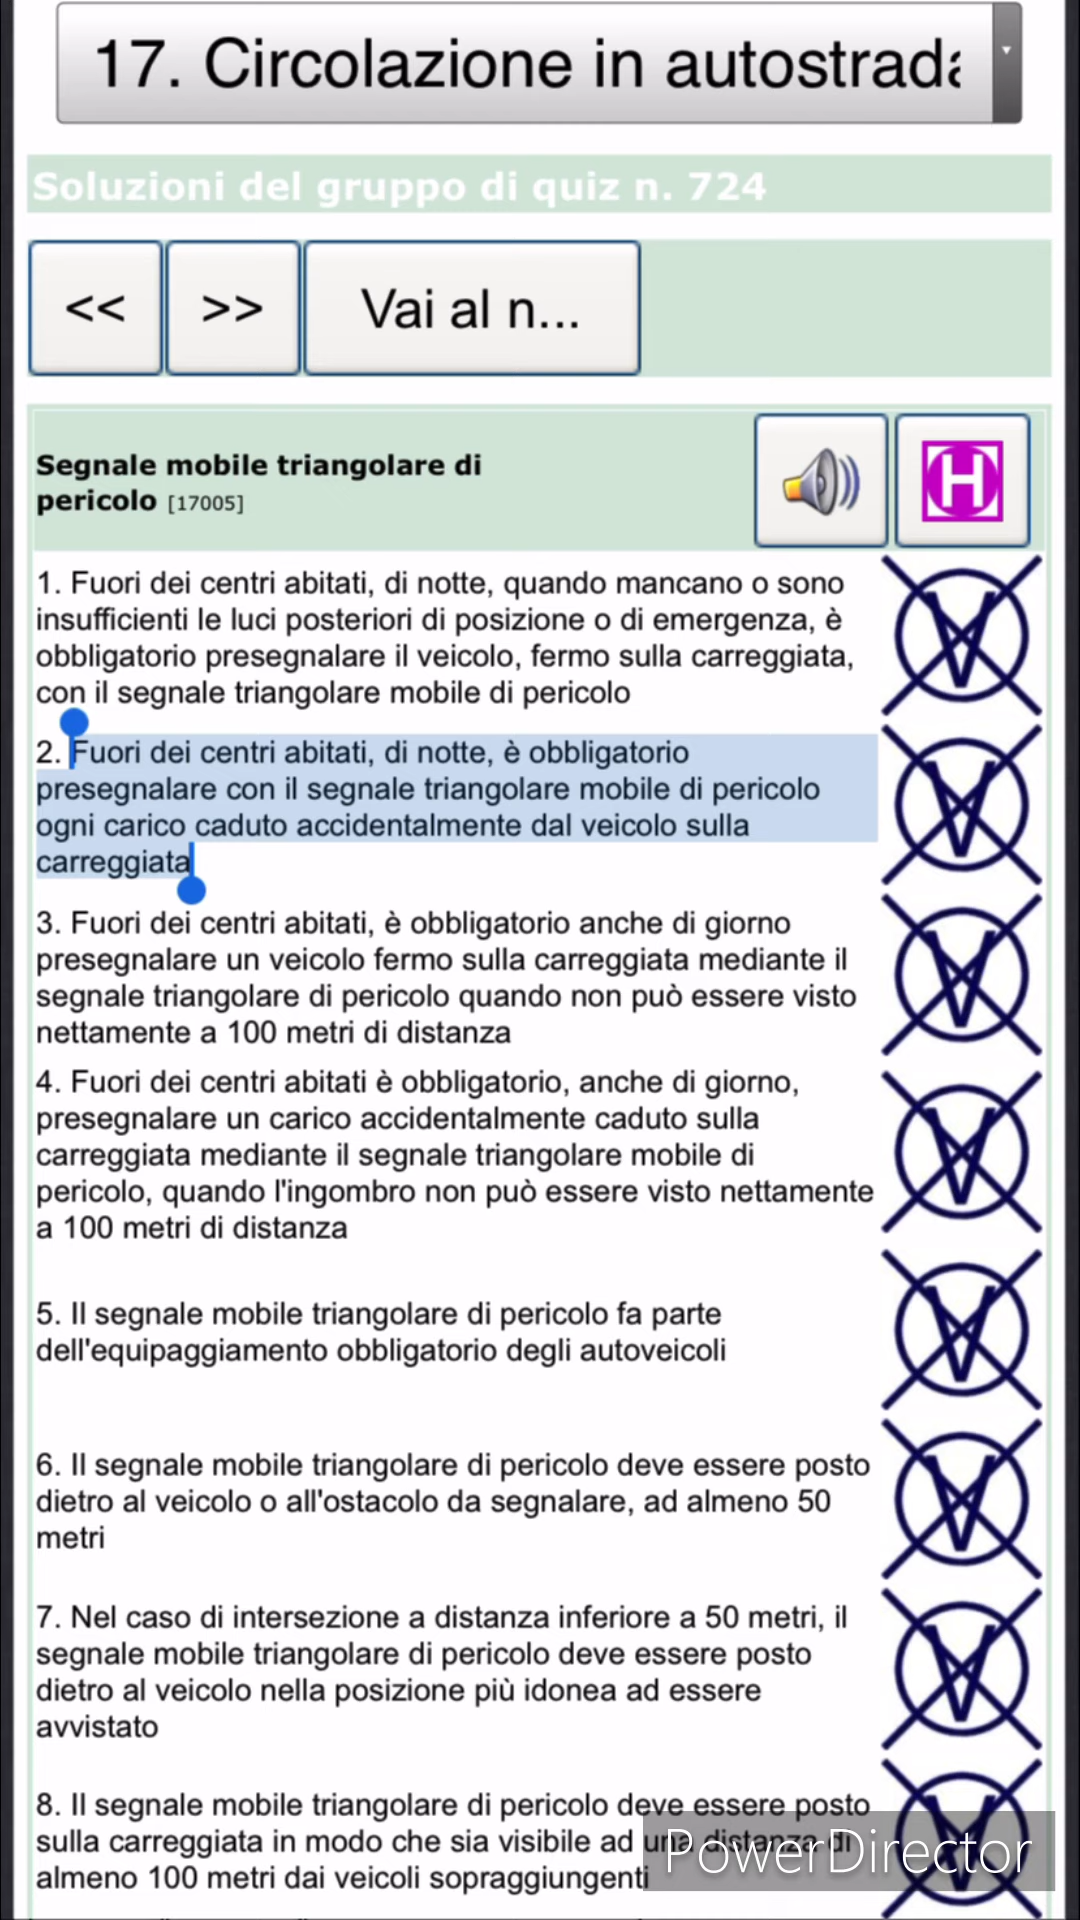 17. Circolazione in autostrada
Soluzioni del gruppo di quiz n. 724
<< >> Vai al n...
Segnale mobile triangolare di
pericolo [17005]
H
1. Fuori dei centri abitati, di notte, quando mancano o sono
insufficienti le luci posteriori di posizione o di emergenza, è
obbligatorio presegnalare il veicolo, fermo sulla carreggiata,
con il segnale triangolare mobile di pericolo
V
2. Fuori dei centri abitati, di notte, è obbligatorio
presegnalare con il segnale triangolare mobile di pericolo
ogni carico caduto accidentalmente dal veicolo sulla
carreggiata
V
3. Fuori dei centri abitati, è obbligatorio anche di giorno
presegnalare un veicolo fermo sulla carreggiata mediante il
segnale triangolare di pericolo quando non può essere visto
nettamente a 100 metri di distanza
V
4. Fuori dei centri abitati è obbligatorio, anche di giorno,
presegnalare un carico accidentalmente caduto sulla
carreggiata mediante il segnale triangolare mobile di
pericolo, quando l'ingombro non può essere visto nettamente
a 100 metri di distanza
V
5. Il segnale mobile triangolare di pericolo fa parte
dell'equipaggiamento obbligatorio degli autoveicoli
V
6. Il segnale mobile triangolare di pericolo deve essere posto
dietro al veicolo o all'ostacolo da segnalare, ad almeno 50
metri
V
7. Nel caso di intersezione a distanza inferiore a 50 metri, il
segnale mobile triangolare di pericolo deve essere posto
dietro al veicolo nella posizione più idonea ad essere
avvistato
V
8. Il segnale mobile triangolare di pericolo deve essere posto
sulla carreggiata in modo che sia visibile ad una distanza di
almeno 100 metri dai veicoli sopraggiungenti
V
PowerDirector